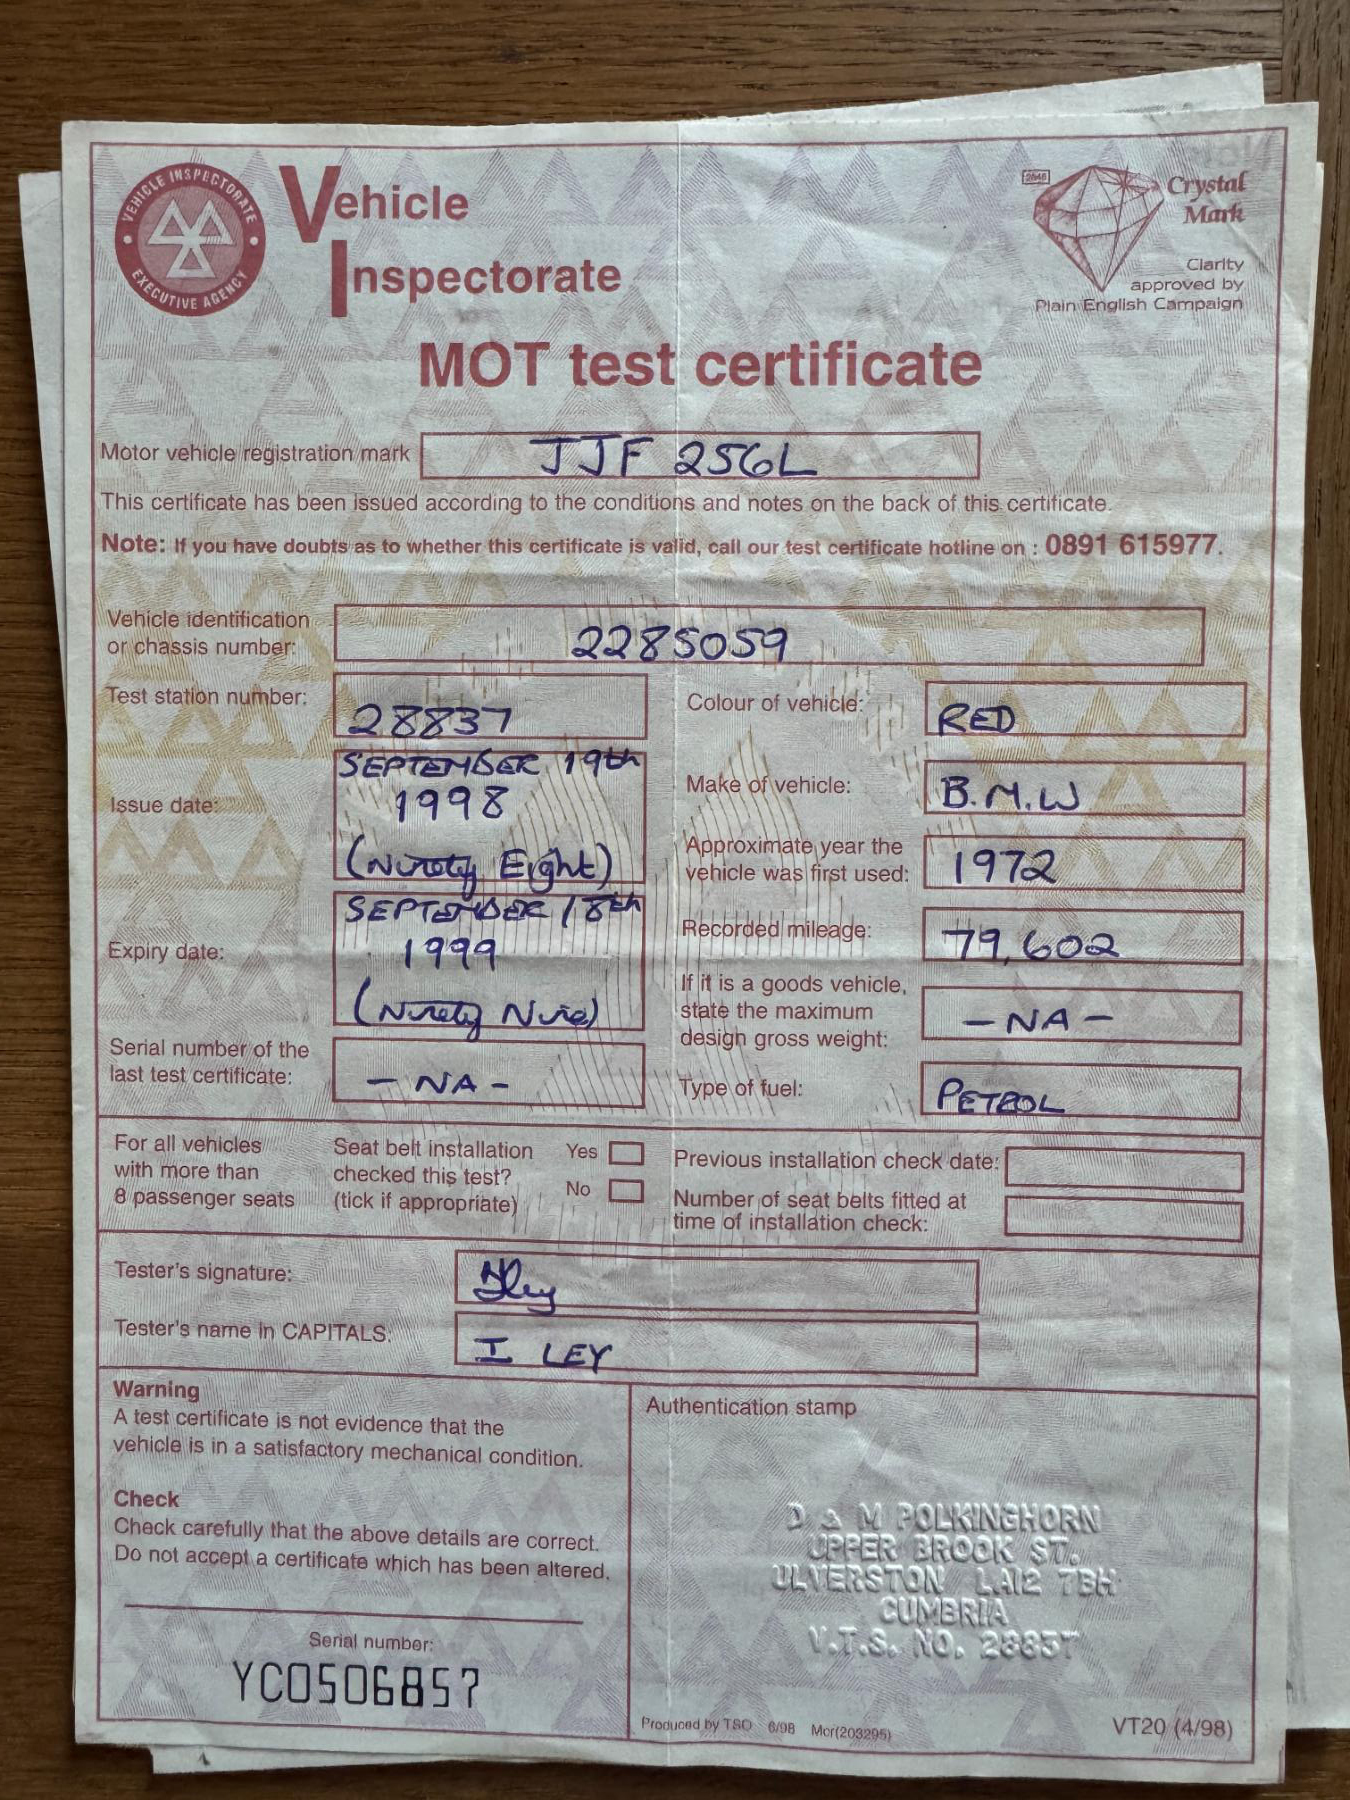 VEHICLE INSPECTORATE
EXECUTIVE AGENCY
Vehicle
Inspectorate
2848
Crystal
Mark
Clarity
approved by
Plain English Campaign
MOT test certificate
Motor vehicle registration mark JJF 256L
This certificate has been issued according to the conditions and notes on the back of this certificate.
Note: If you have doubts as to whether this certificate is valid, call our test certificate hotline on : 0891 615977.
Vehicle identification
or chassis number: 2285059
Test station number: 28837
Issue date: SEPTEMBER 19th
1998
(Ninety Eight)
Expiry date: SEPTEMBER 18th
1999
(Ninety Nine)
Serial number of the
last test certificate: - NA -
Colour of vehicle: RED
Make of vehicle: B.M.W
Approximate year the
vehicle was first used: 1972
Recorded mileage: 79,602
If it is a goods vehicle,
state the maximum
design gross weight: - NA -
Type of fuel: PETROL
For all vehicles
with more than
8 passenger seats
Seat belt installation
checked this test?
(tick if appropriate)
Yes
No
Previous installation check date:
Number of seat belts fitted at
time of installation check:
Tester's signature: ILey
Tester's name in CAPITALS: I LEY
Warning
A test certificate is not evidence that the
vehicle is in a satisfactory mechanical condition.
Check
Check carefully that the above details are correct.
Do not accept a certificate which has been altered.
Serial number:
YC0506857
Authentication stamp
D & M POLKINGHORN
UPPER BROOK ST.
ULVERSTON LA12 7BH
CUMBRIA
V.T.S. NO. 28837
Produced by TSO 6/98 Mcr(203295)
VT20 (4/98)